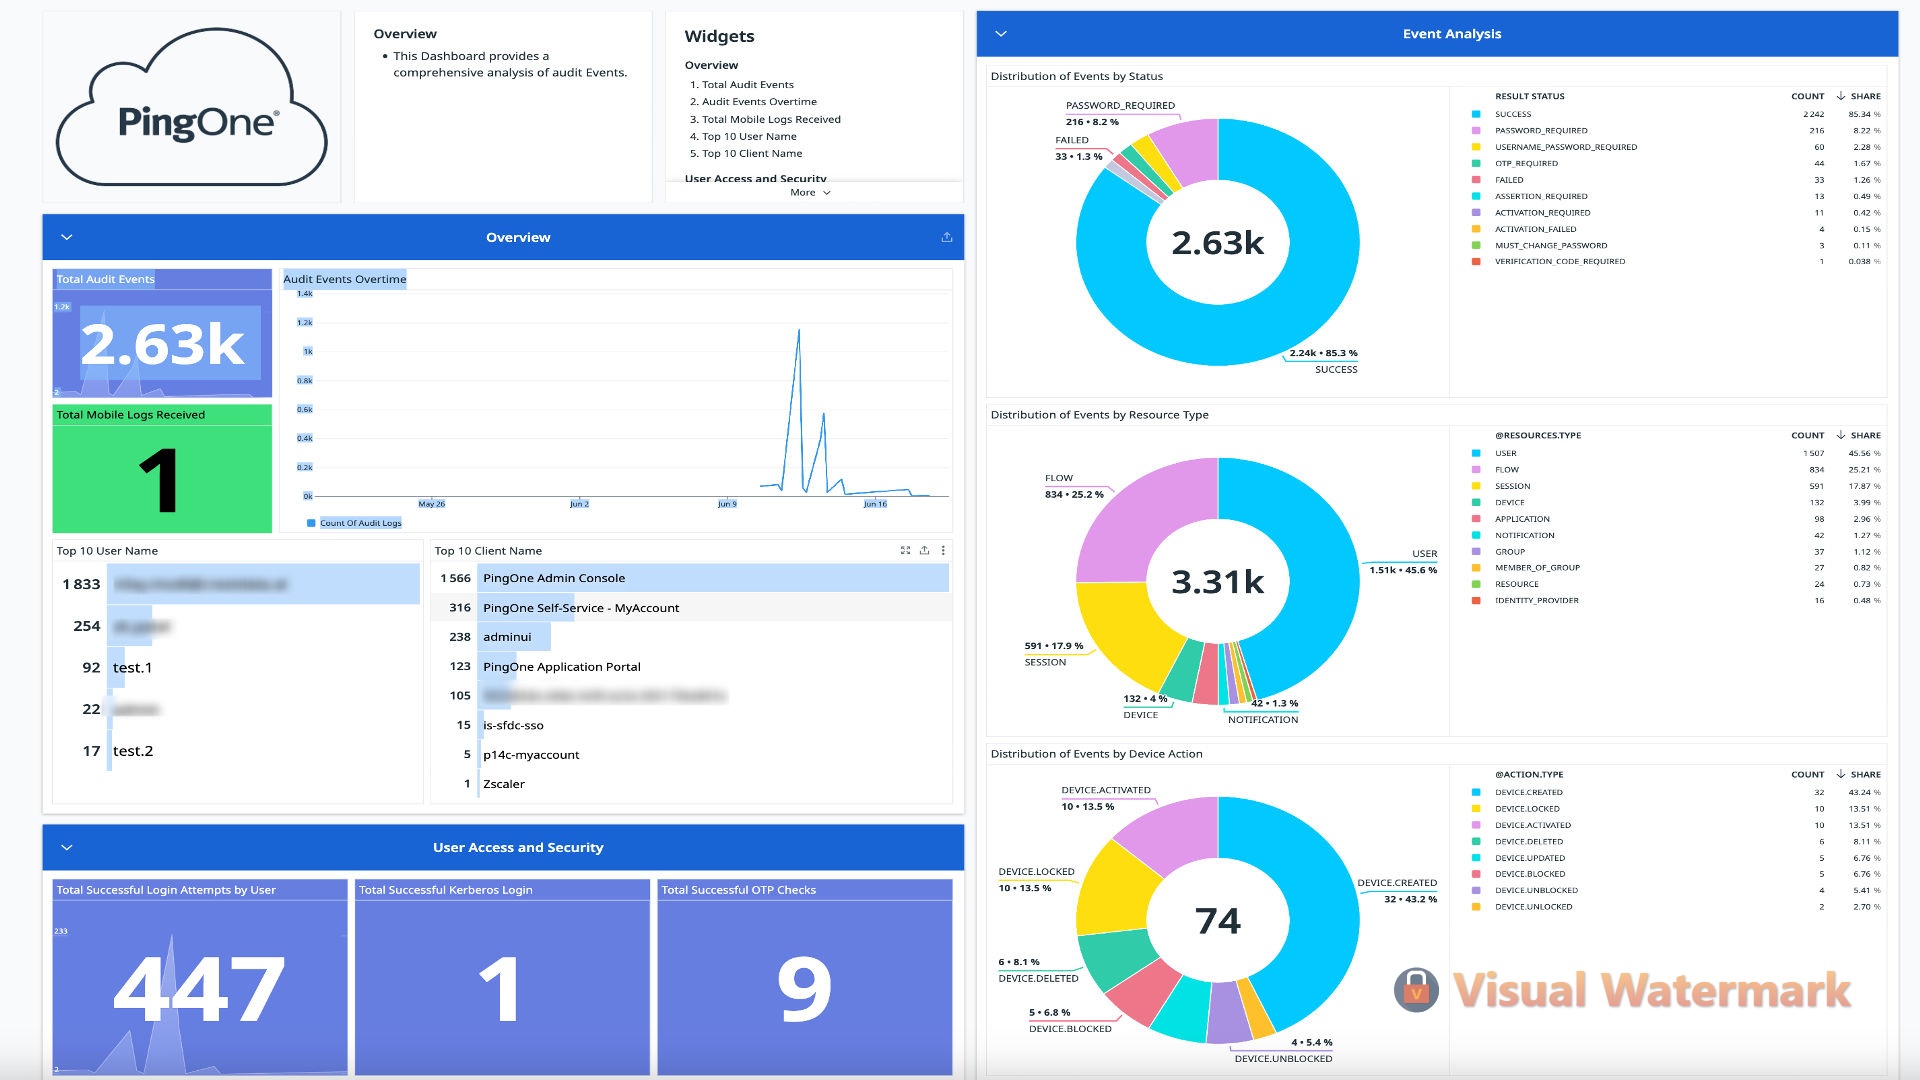 PingOne®
Overview
• This Dashboard provides a
comprehensive analysis of audit Events.
Widgets
Overview
1. Total Audit Events
2. Audit Events Overtime
3. Total Mobile Logs Received
4. Top 10 User Name
5. Top 10 Client Name
User Access and Security
More
Overview
Total Audit Events
1.2k
2.63k
2
Audit Events Overtime
1.4k
1.2k
1k
0.8k
0.6k
0.4k
0.2k
0k
May 26 Jun 2 Jun 9 Jun 16
Count Of Audit Logs
Total Mobile Logs Received
1
Top 10 User Name
1 833
254
92 test.1
22
17 test.2
Top 10 Client Name
1 566 PingOne Admin Console
316 PingOne Self-Service - MyAccount
238 adminui
123 PingOne Application Portal
105
15 is-sfdc-sso
5 p14c-myaccount
1 Zscaler
User Access and Security
Total Successful Login Attempts by User
233
447
2
Total Successful Kerberos Login
1
Total Successful OTP Checks
9
Event Analysis
Distribution of Events by Status
PASSWORD_REQUIRED
216 • 8.2 %
FAILED
33 • 1.3 %
2.63k
2.24k • 85.3 %
SUCCESS
RESULT STATUS COUNT ↓ SHARE
SUCCESS 2 242 85.34 %
PASSWORD_REQUIRED 216 8.22 %
USERNAME_PASSWORD_REQUIRED 60 2.28 %
OTP_REQUIRED 44 1.67 %
FAILED 33 1.26 %
ASSERTION_REQUIRED 13 0.49 %
ACTIVATION_REQUIRED 11 0.42 %
ACTIVATION_FAILED 4 0.15 %
MUST_CHANGE_PASSWORD 3 0.11 %
VERIFICATION_CODE_REQUIRED 1 0.038 %
Distribution of Events by Resource Type
FLOW
834 • 25.2 %
USER
1.51k • 45.6 %
3.31k
591 • 17.9 %
SESSION
132 • 4 %
DEVICE
42 • 1.3 %
NOTIFICATION
@RESOURCES.TYPE COUNT ↓ SHARE
USER 1 507 45.56 %
FLOW 834 25.21 %
SESSION 591 17.87 %
DEVICE 132 3.99 %
APPLICATION 98 2.96 %
NOTIFICATION 42 1.27 %
GROUP 37 1.12 %
MEMBER_OF_GROUP 27 0.82 %
RESOURCE 24 0.73 %
IDENTITY_PROVIDER 16 0.48 %
Distribution of Events by Device Action
DEVICE.ACTIVATED
10 • 13.5 %
DEVICE.LOCKED
10 • 13.5 %
DEVICE.CREATED
32 • 43.2 %
74
6 • 8.1 %
DEVICE.DELETED
5 • 6.8 %
DEVICE.BLOCKED
4 • 5.4 %
DEVICE.UNBLOCKED
@ACTION.TYPE COUNT ↓ SHARE
DEVICE.CREATED 32 43.24 %
DEVICE.LOCKED 10 13.51 %
DEVICE.ACTIVATED 10 13.51 %
DEVICE.DELETED 6 8.11 %
DEVICE.UPDATED 5 6.76 %
DEVICE.BLOCKED 5 6.76 %
DEVICE.UNBLOCKED 4 5.41 %
DEVICE.UNLOCKED 2 2.70 %
V Visual Watermark